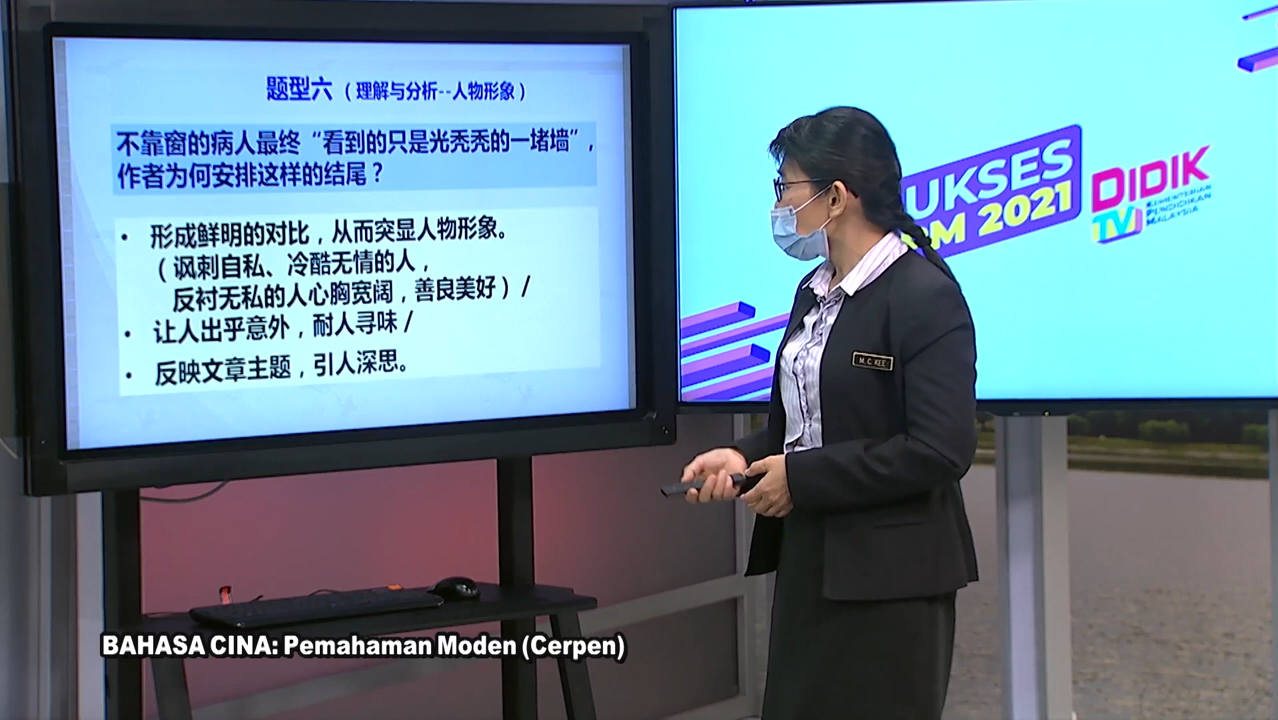 题型六（理解与分析--人物形象）
不靠窗的病人最终“看到的只是光秃秃的一堵墙”，
作者为何安排这样的结尾？
• 形成鲜明的对比，从而突显人物形象。
（讽刺自私、冷酷无情的人，
反衬无私的人心胸宽阔，善良美好）/
• 让人出乎意外，耐人寻味/
• 反映文章主题，引人深思。
UKSES
M 2021
DIDIK
TV
KEMENTERIAN
PENDIDIKAN
MALAYSIA
M. C. KEE
BAHASA CINA: Pemahaman Moden (Cerpen)